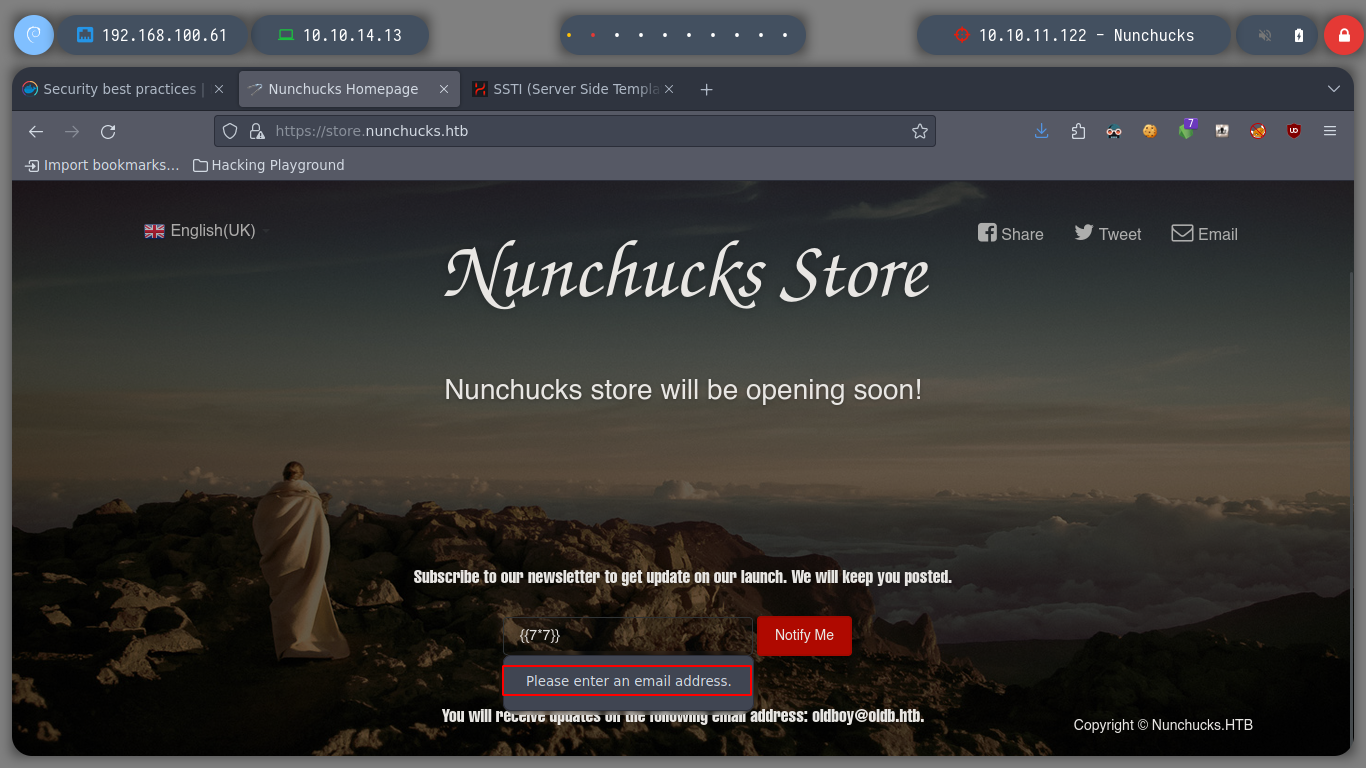 192.168.100.61
10.10.14.13
10.10.11.122 - Nunchucks
Security best practices |
Nunchucks Homepage
SSTI (Server Side Templa
https://store.nunchucks.htb
7
Import bookmarks...
Hacking Playground
English(UK)
Share
Tweet
Email
Nunchucks Store
Nunchucks store will be opening soon!
Subscribe to our newsletter to get update on our launch. We will keep you posted.
{{7*7}}
Notify Me
Please enter an email address.
You will receive updates on the following email address: oldboy@oldb.htb.
Copyright © Nunchucks.HTB